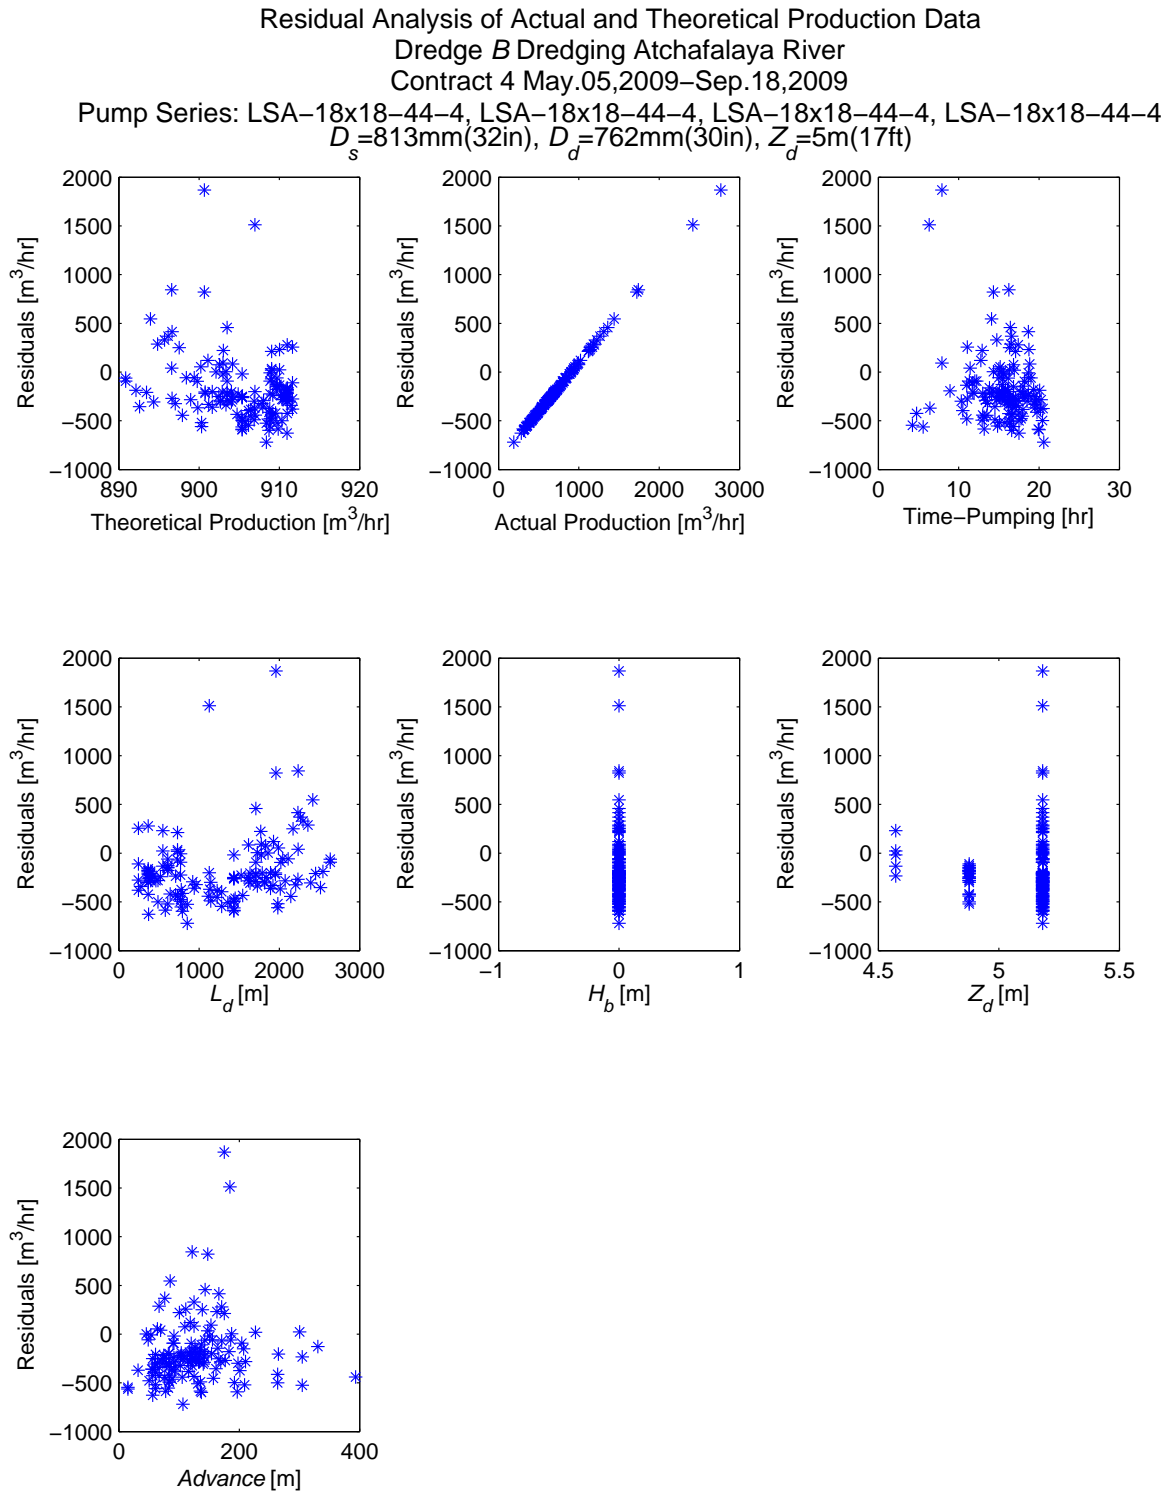 Residual Analysis of Actual and Theoretical Production Data
Dredge B Dredging Atchafalaya River
Contract 4 May.05,2009−Sep.18,2009
Pump Series: LSA−18x18−44−4, LSA−18x18−44−4, LSA−18x18−44−4, LSA−18x18−44−4
D_s=813mm(32in), D_d=762mm(30in), Z_d=5m(17ft)
2000
1500
1000
500
0
−500
−1000
Residuals [m³/hr]
890 900 910 920
Theoretical Production [m³/hr]
2000
1500
1000
500
0
−500
−1000
Residuals [m³/hr]
0 1000 2000 3000
Actual Production [m³/hr]
2000
1500
1000
500
0
−500
−1000
Residuals [m³/hr]
0 10 20 30
Time−Pumping [hr]
2000
1500
1000
500
0
−500
−1000
Residuals [m³/hr]
0 1000 2000 3000
L_d [m]
2000
1500
1000
500
0
−500
−1000
Residuals [m³/hr]
−1 0 1
H_b [m]
2000
1500
1000
500
0
−500
−1000
Residuals [m³/hr]
4.5 5 5.5
Z_d [m]
2000
1500
1000
500
0
−500
−1000
Residuals [m³/hr]
0 200 400
Advance [m]